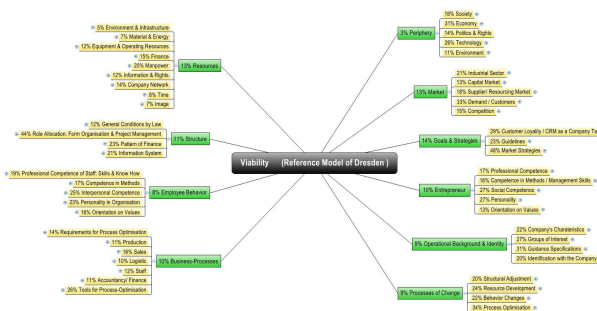 Viability (Reference Model of Dresden )
3% Periphery
18% Society
31% Economy
14% Politics & Rights
26% Technology
11% Environment
13% Market
21% Industrial Sector
13% Capital Market
18% Supplier/ Resourcing Market
33% Demand / Customers
15% Competition
14% Goals & Strategies
29% Customer Loyality / CRM as a Company Ta
23% Guidelines
48% Market Strategies
10% Entrepreneur
17% Professional Competence
16% Competence in Methods / Management Skills
27% Social Competence
27% Personality
13% Orientation on Values
Operational Background & Identity
22% Company's Charateristics
27% Groups of Interest
31% Guidance Specifications
20% Identification with the Company
9% Processes of Change
20% Structural Adjustment
24% Resource Development
22% Behavior Changes
34% Process Optimisation
13% Resources
5% Environment & Infrastructure
7% Material & Energy
12% Equipment & Operating Resources
15% Finance
20% Manpower
12% Information & Rights
14% Company Network
8% Time
7% Image
11% Structure
12% General Conditions by Law
44% Role Allocation: Form Organisation & Project Management
23% Pattern of Finance
21% Information System
8% Employee Behavior
19% Professional Competence of Staff: Skills & Know How
17% Competence in Methods
25% Interpersonal Competence
23% Personality in Organisation
16% Orientation on Values
10% Business-Processes
14% Requirements for Process Optimisation
11% Production
16% Sales
10% Logistic
12% Staff
11% Accountancy/ Finance
26% Tools for Process-Optimisation